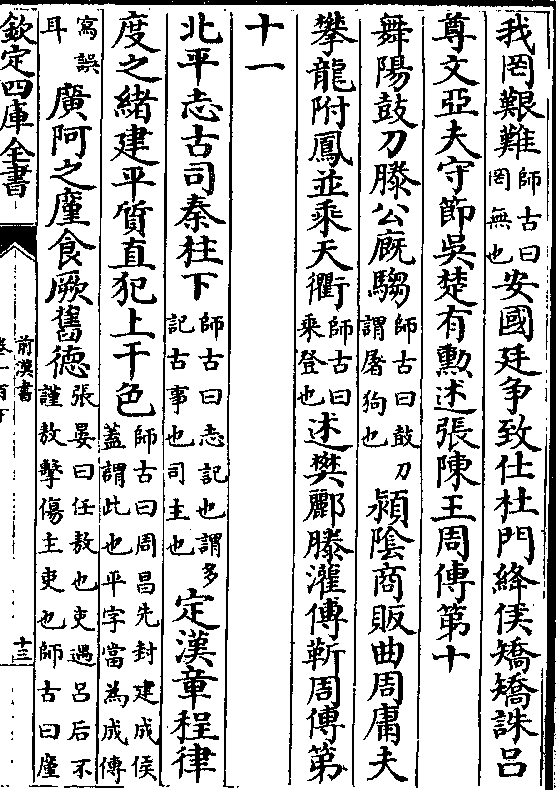 我罔艱難師古曰罔無也安國廷争致仕杜門絳侯矯矯誅吕
尊文亞夫守節吳楚有勲述張陳王周傳第十
舞陽鼓刀滕公廐騶師古曰鼓刀謂屠狗也潁隂商販曲周庸夫
攀龍附鳳並乘天衢師古曰乘登也述樊酈滕灌傅靳周傳第
十一
北平志古司秦柱下師古曰志記也謂多記古事也司主也定漢章程律
度之緒建平質直犯上干色師古曰周昌先封建成侯蓋謂此也平字當為成傳
寫誤耳廣阿之廑食厥舊徳張晏曰任敖也吏遇吕后不謹敖擊傷主吏也師古曰廑
欽定四庫全書
前漢書
卷一百下
十三